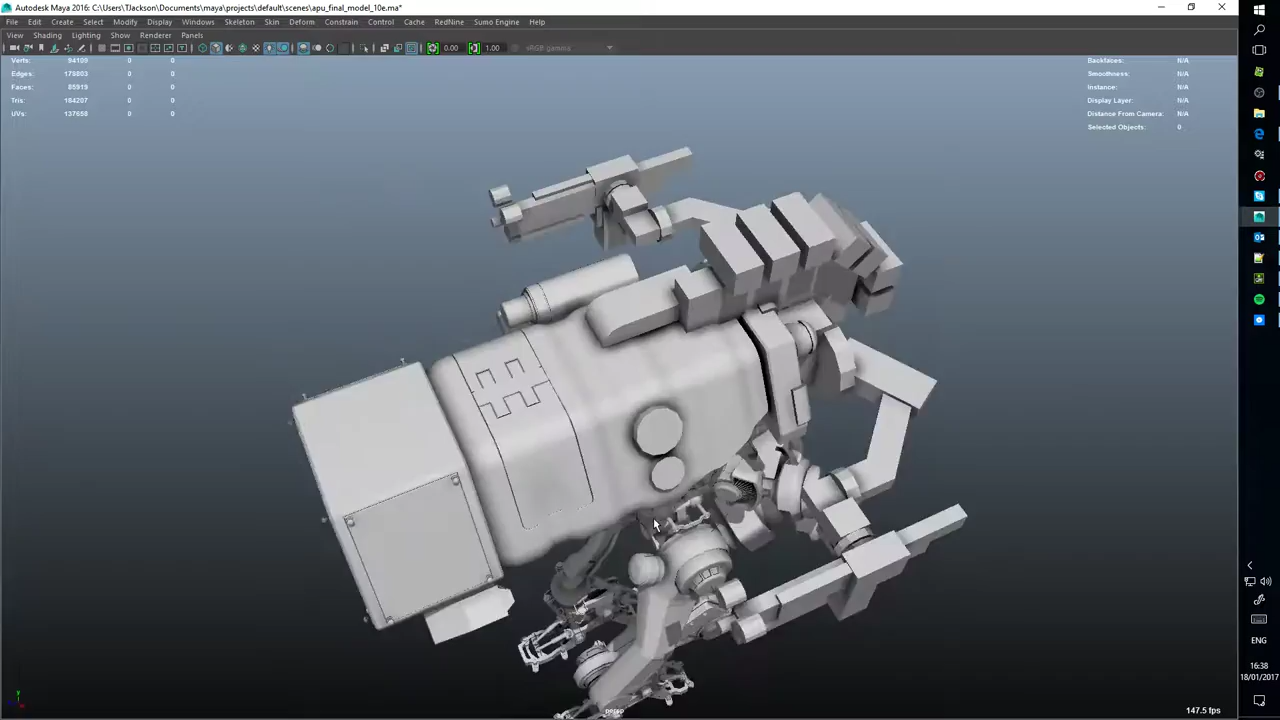 Autodesk Maya 2016: C:\Users\TJackson\Documents\maya\projects\default\scenes\apu_final_model_10e.ma*
File Edit Create Select Modify Display Windows Skeleton Skin Deform Constrain Control Cache RedNine Sumo Engine Help
View Shading Lighting Show Renderer Panels
0.00 1.00 sRGB gamma
Verts: 94109 0 0
Edges: 178803 0 0
Faces: 85919 0 0
Tris: 184207 0 0
UVs: 137658 0 0
Backfaces: N/A
Smoothness: N/A
Instance: N/A
Display Layer: N/A
Distance From Camera: N/A
Selected Objects: 0
persp
147.5 fps
ENG
16:38
18/01/2017